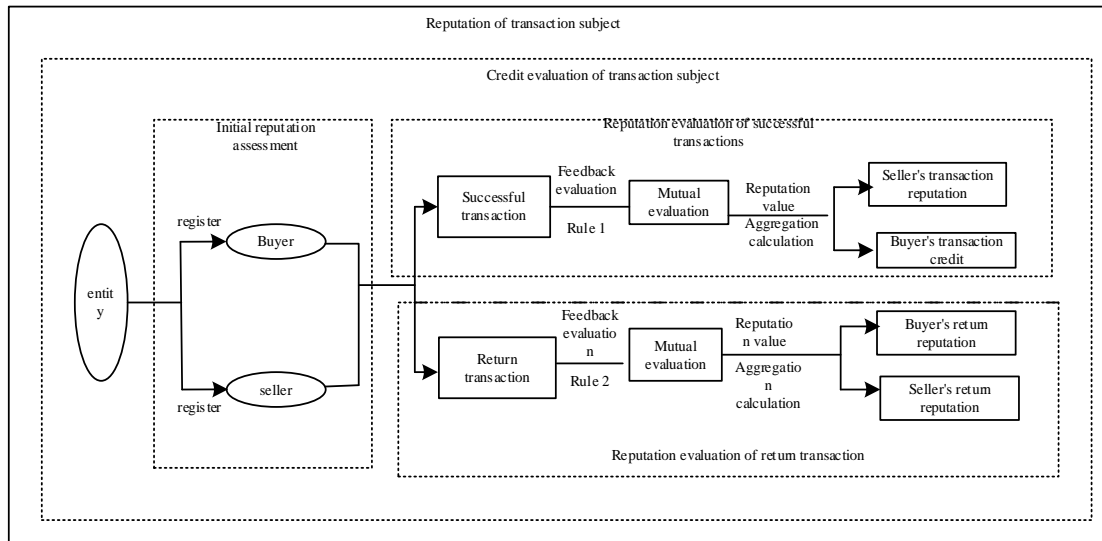 Reputation of transaction subject
Credit evaluation of transaction subject
Initial reputation
assessment
Reputation evaluation of successful
transactions
register
Buyer
entit
y
register
seller
Successful
transaction
Feedback
evaluation
Rule 1
Mutual
evaluation
Reputation
value
Aggregation
calculation
Seller's transaction
reputation
Buyer's transaction
credit
Return
transaction
Feedback
evaluatio
n
Rule 2
Mutual
evaluation
Reputatio
n value
Aggregatio
n
calculation
Buyer's return
reputation
Seller's return
reputation
Reputation evaluation of return transaction